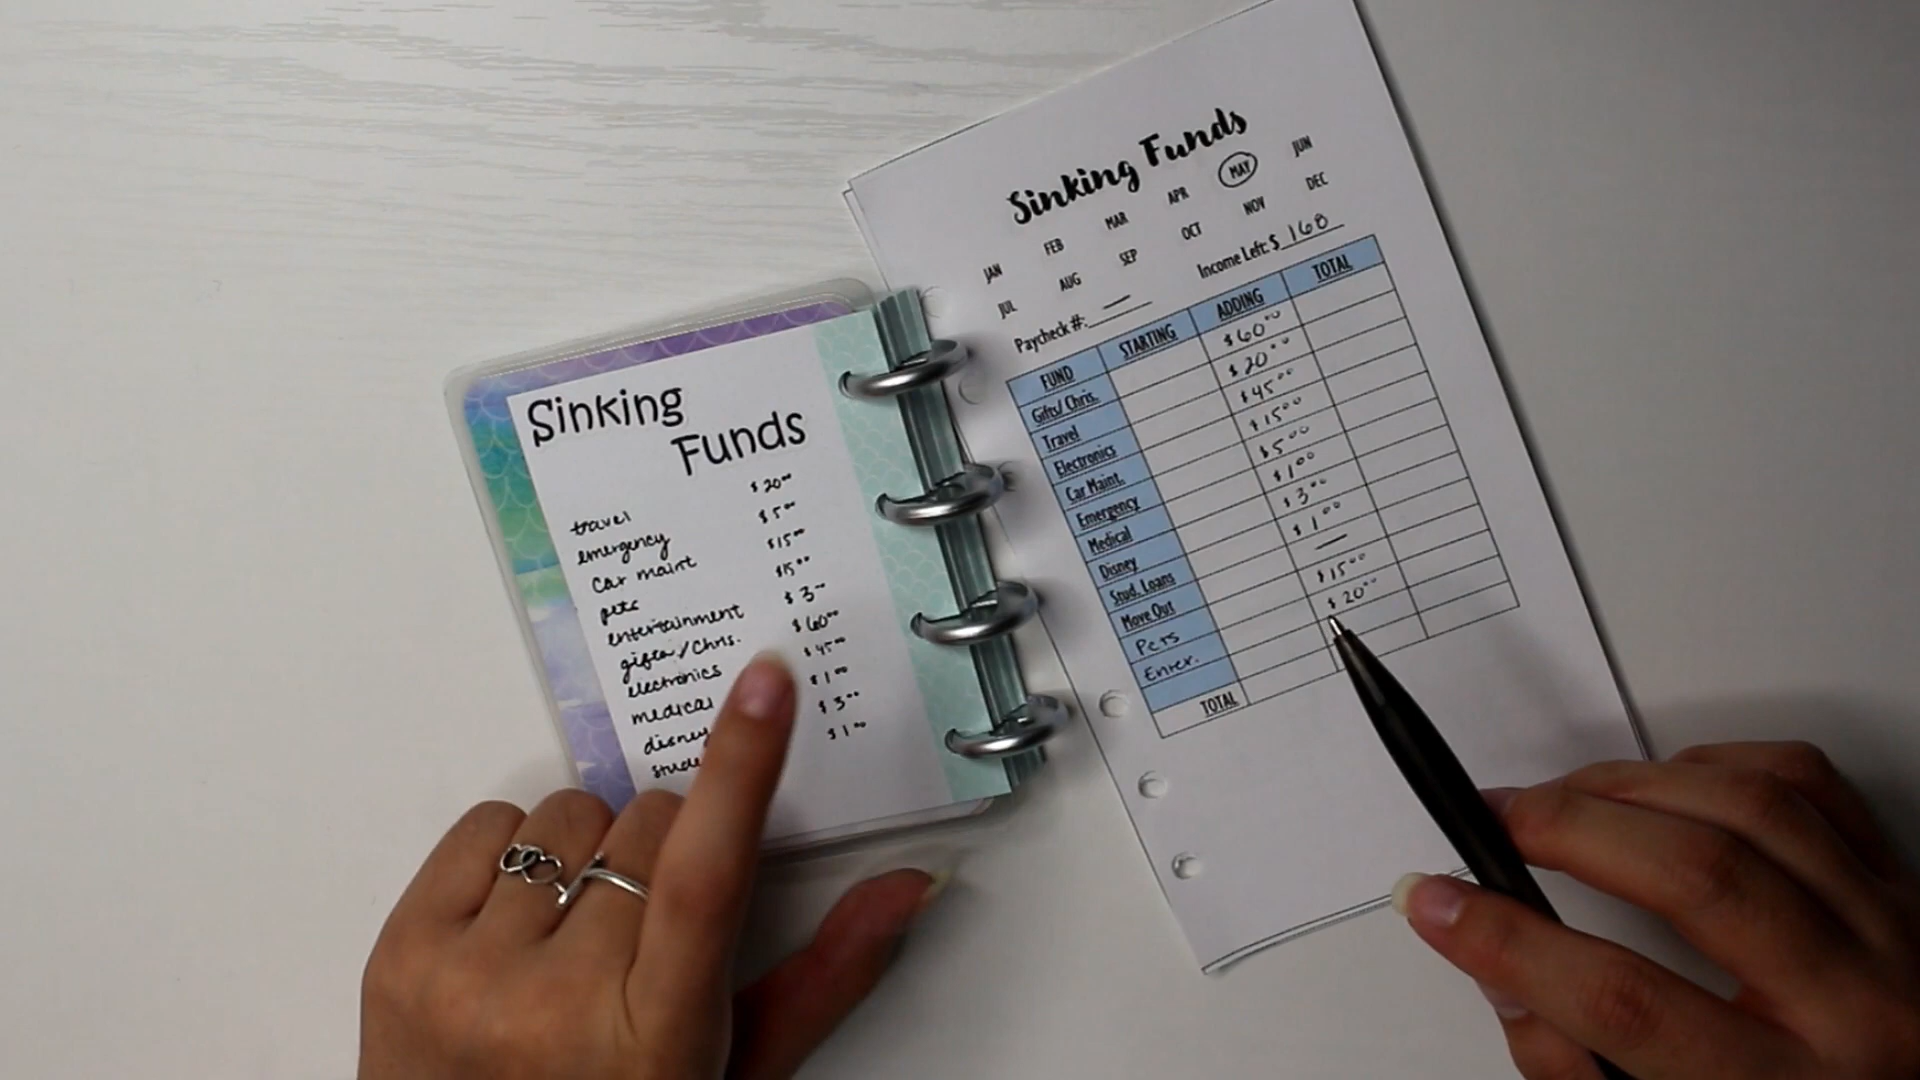 Sinking
Funds
travel $20.00
emergency $5.00
car maint $15.00
pets $15.00
entertainment $3.00
gifts/Chris. $60.00
electronics $45.00
medical $1.00
disney $3.00
stude $1.00
Sinking Funds
JAN FEB MAR APR MAY JUN
JUL AUG SEP OCT NOV DEC
Paycheck #: — Income Left: $ 168
FUND STARTING ADDING TOTAL
Gifts/ Chris. $60.00
Travel $20.00
Electronics $45.00
Car Maint. $15.00
Emergency $5.00
Medical $1.00
Disney $3.00
Stud. Loans $1.00
Move Out —
Pets $15.00
Enter. $20.00
TOTAL